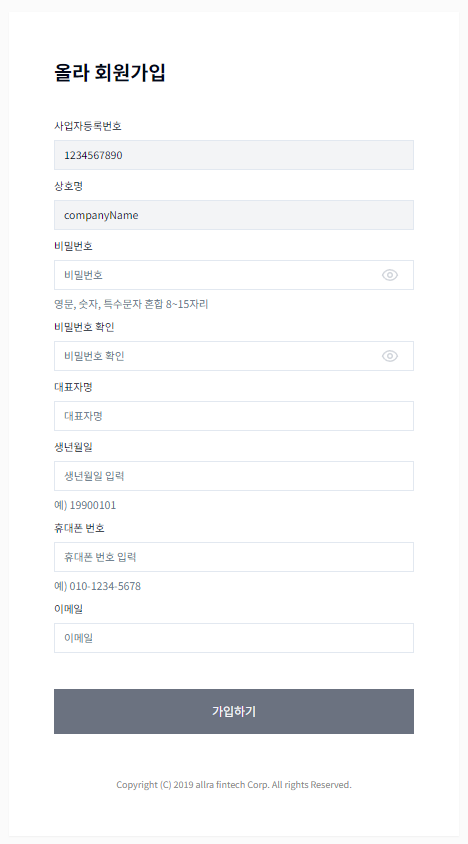 올라 회원가입
사업자등록번호
1234567890
상호명
companyName
비밀번호
비밀번호
영문, 숫자, 특수문자 혼합 8~15자리
비밀번호 확인
비밀번호 확인
대표자명
대표자명
생년월일
생년월일 입력
예) 19900101
휴대폰 번호
휴대폰 번호 입력
예) 010-1234-5678
이메일
이메일
가입하기
Copyright (C) 2019 allra fintech Corp. All rights Reserved.